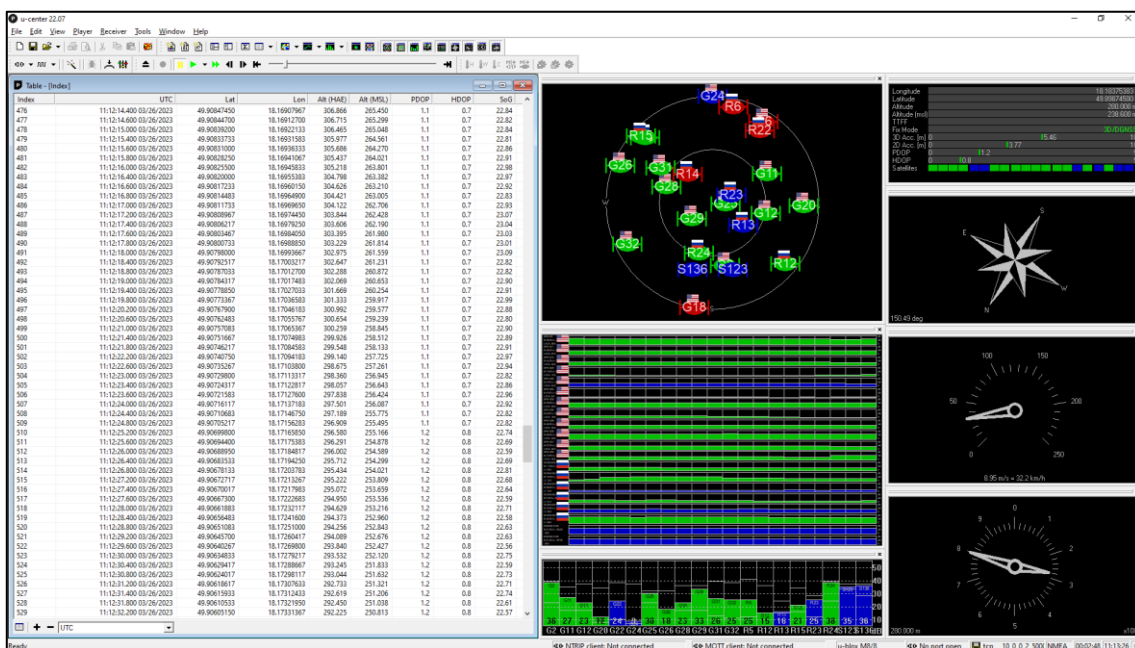 u-center 22.07
File Edit View Player Receiver Tools Window Help
Table - [Index]
Index UTC Lat Lon Alt (HAE) Alt (MSL) PDOP HDOP SoG
476 11:12:14.400 03/26/2023 49.90847450 18.16907967 306.866 265.450 1.1 0.7 22.84
477 11:12:14.600 03/26/2023 49.90844700 18.16912700 306.715 265.299 1.1 0.7 22.82
478 11:12:15.000 03/26/2023 49.90839200 18.16922133 306.465 265.048 1.1 0.7 22.84
479 11:12:15.400 03/26/2023 49.90833733 18.16931583 305.977 264.561 1.1 0.7 22.81
480 11:12:15.600 03/26/2023 49.90831000 18.16936333 305.686 264.270 1.1 0.7 22.86
481 11:12:15.800 03/26/2023 49.90828250 18.16941067 305.437 264.021 1.1 0.7 22.91
482 11:12:16.000 03/26/2023 49.90825500 18.16945833 305.218 263.801 1.1 0.7 22.98
483 11:12:16.400 03/26/2023 49.90820000 18.16955383 304.798 263.382 1.1 0.7 22.97
484 11:12:16.600 03/26/2023 49.90817233 18.16960150 304.626 263.210 1.1 0.7 22.92
485 11:12:16.800 03/26/2023 49.90814483 18.16964900 304.421 263.005 1.1 0.7 22.83
486 11:12:17.000 03/26/2023 49.90811733 18.16969650 304.122 262.706 1.1 0.7 22.93
487 11:12:17.200 03/26/2023 49.90808967 18.16974450 303.844 262.428 1.1 0.7 23.07
488 11:12:17.400 03/26/2023 49.90806217 18.16979250 303.606 262.190 1.1 0.7 23.04
489 11:12:17.600 03/26/2023 49.90803467 18.16984050 303.395 261.980 1.1 0.7 23.03
490 11:12:17.800 03/26/2023 49.90800733 18.16988850 303.229 261.814 1.1 0.7 23.01
491 11:12:18.000 03/26/2023 49.90798000 18.16993667 302.975 261.559 1.1 0.7 23.09
492 11:12:18.400 03/26/2023 49.90792517 18.17003217 302.647 261.231 1.1 0.7 22.82
493 11:12:18.800 03/26/2023 49.90787033 18.17012700 302.288 260.872 1.1 0.7 22.82
494 11:12:19.000 03/26/2023 49.90784317 18.17017483 302.069 260.653 1.1 0.7 22.90
495 11:12:19.400 03/26/2023 49.90778850 18.17027033 301.669 260.254 1.1 0.7 22.91
496 11:12:19.800 03/26/2023 49.90773367 18.17036583 301.333 259.917 1.1 0.7 22.99
497 11:12:20.200 03/26/2023 49.90767900 18.17046183 300.992 259.577 1.1 0.7 22.88
498 11:12:20.600 03/26/2023 49.90762483 18.17055767 300.654 259.239 1.1 0.7 22.80
499 11:12:21.000 03/26/2023 49.90757083 18.17065367 300.259 258.845 1.1 0.7 22.90
500 11:12:21.400 03/26/2023 49.90751667 18.17074983 299.926 258.512 1.1 0.7 22.89
501 11:12:21.800 03/26/2023 49.90746217 18.17084583 299.548 258.133 1.1 0.7 22.91
502 11:12:22.200 03/26/2023 49.90740750 18.17094183 299.140 257.725 1.1 0.7 22.97
503 11:12:22.600 03/26/2023 49.90735267 18.17103800 298.675 257.261 1.1 0.7 22.94
504 11:12:23.000 03/26/2023 49.90729800 18.17113317 298.360 256.945 1.1 0.7 22.82
505 11:12:23.400 03/26/2023 49.90724317 18.17122817 298.057 256.643 1.1 0.7 22.86
506 11:12:23.600 03/26/2023 49.90721583 18.17127600 297.838 256.424 1.1 0.7 22.96
507 11:12:24.000 03/26/2023 49.90716117 18.17137183 297.501 256.087 1.1 0.7 22.92
508 11:12:24.400 03/26/2023 49.90710683 18.17146750 297.189 255.775 1.1 0.7 22.82
509 11:12:24.800 03/26/2023 49.90705217 18.17156283 296.909 255.495 1.1 0.7 22.82
510 11:12:25.200 03/26/2023 49.90699800 18.17165850 296.580 255.166 1.2 0.8 22.74
511 11:12:25.600 03/26/2023 49.90694400 18.17175383 296.291 254.878 1.2 0.8 22.69
512 11:12:26.000 03/26/2023 49.90688950 18.17184817 296.002 254.589 1.2 0.8 22.59
513 11:12:26.400 03/26/2023 49.90683533 18.17194250 295.712 254.299 1.2 0.8 22.69
514 11:12:26.800 03/26/2023 49.90678133 18.17203783 295.434 254.021 1.2 0.8 22.81
515 11:12:27.200 03/26/2023 49.90672717 18.17213267 295.222 253.809 1.2 0.8 22.68
516 11:12:27.400 03/26/2023 49.90670017 18.17217983 295.072 253.659 1.2 0.8 22.64
517 11:12:27.600 03/26/2023 49.90667300 18.17222683 294.950 253.536 1.2 0.8 22.59
518 11:12:28.000 03/26/2023 49.90661883 18.17232117 294.629 253.216 1.2 0.8 22.71
519 11:12:28.400 03/26/2023 49.90656483 18.17241600 294.373 252.960 1.2 0.8 22.58
520 11:12:28.800 03/26/2023 49.90651083 18.17251000 294.256 252.843 1.2 0.8 22.63
521 11:12:29.200 03/26/2023 49.90645700 18.17260417 294.089 252.676 1.2 0.8 22.63
522 11:12:29.600 03/26/2023 49.90640267 18.17269800 293.840 252.427 1.2 0.8 22.56
523 11:12:30.000 03/26/2023 49.90634833 18.17279217 293.532 252.120 1.2 0.8 22.75
524 11:12:30.400 03/26/2023 49.90629417 18.17288667 293.245 251.833 1.2 0.8 22.59
525 11:12:30.800 03/26/2023 49.90624017 18.17298117 293.044 251.632 1.2 0.8 22.73
526 11:12:31.200 03/26/2023 49.90618617 18.17307633 292.733 251.321 1.2 0.8 22.71
527 11:12:31.400 03/26/2023 49.90615933 18.17312433 292.619 251.206 1.2 0.8 22.74
528 11:12:31.800 03/26/2023 49.90610533 18.17321950 292.450 251.038 1.2 0.8 22.61
529 11:12:32.200 03/26/2023 49.90605150 18.17331367 292.225 250.813 1.2 0.8 22.57
UTC
G24 R6
R22
R15
G26 G31 R14 G11
G28 R23
G20
G29 R13 G12
G32
R24
S136 S123 R12
G18
W
S
Longitude 18.18375383
Latitude
Altitude 280.800 m
Altitude (msl) 238.600 m
TTFF
Fix Mode 3D/DGNSS
3D Acc. [m] 0 5.46
2D Acc. [m] 0 3.77
PDOP 0 1.2
HDOP 0 0.8
Satellites
S
E
W
N
150.49 deg
0 50 100 150 200 250
8.95 m/s = 32.2 km/h
0 1 2 3 4 5 6 7 8 9
280.800 m
50
40
30
20
10
G2 G11 G12 G20 G22 G24 G25 G26 G28 G29 G31 G32 R5 R12 R13 R15 R23 R24 S123 S136
Ready
NTRIP client: Not connected
MQTT client: Not connected
u-blox M8/8
No port open
NMEA
00:02:48